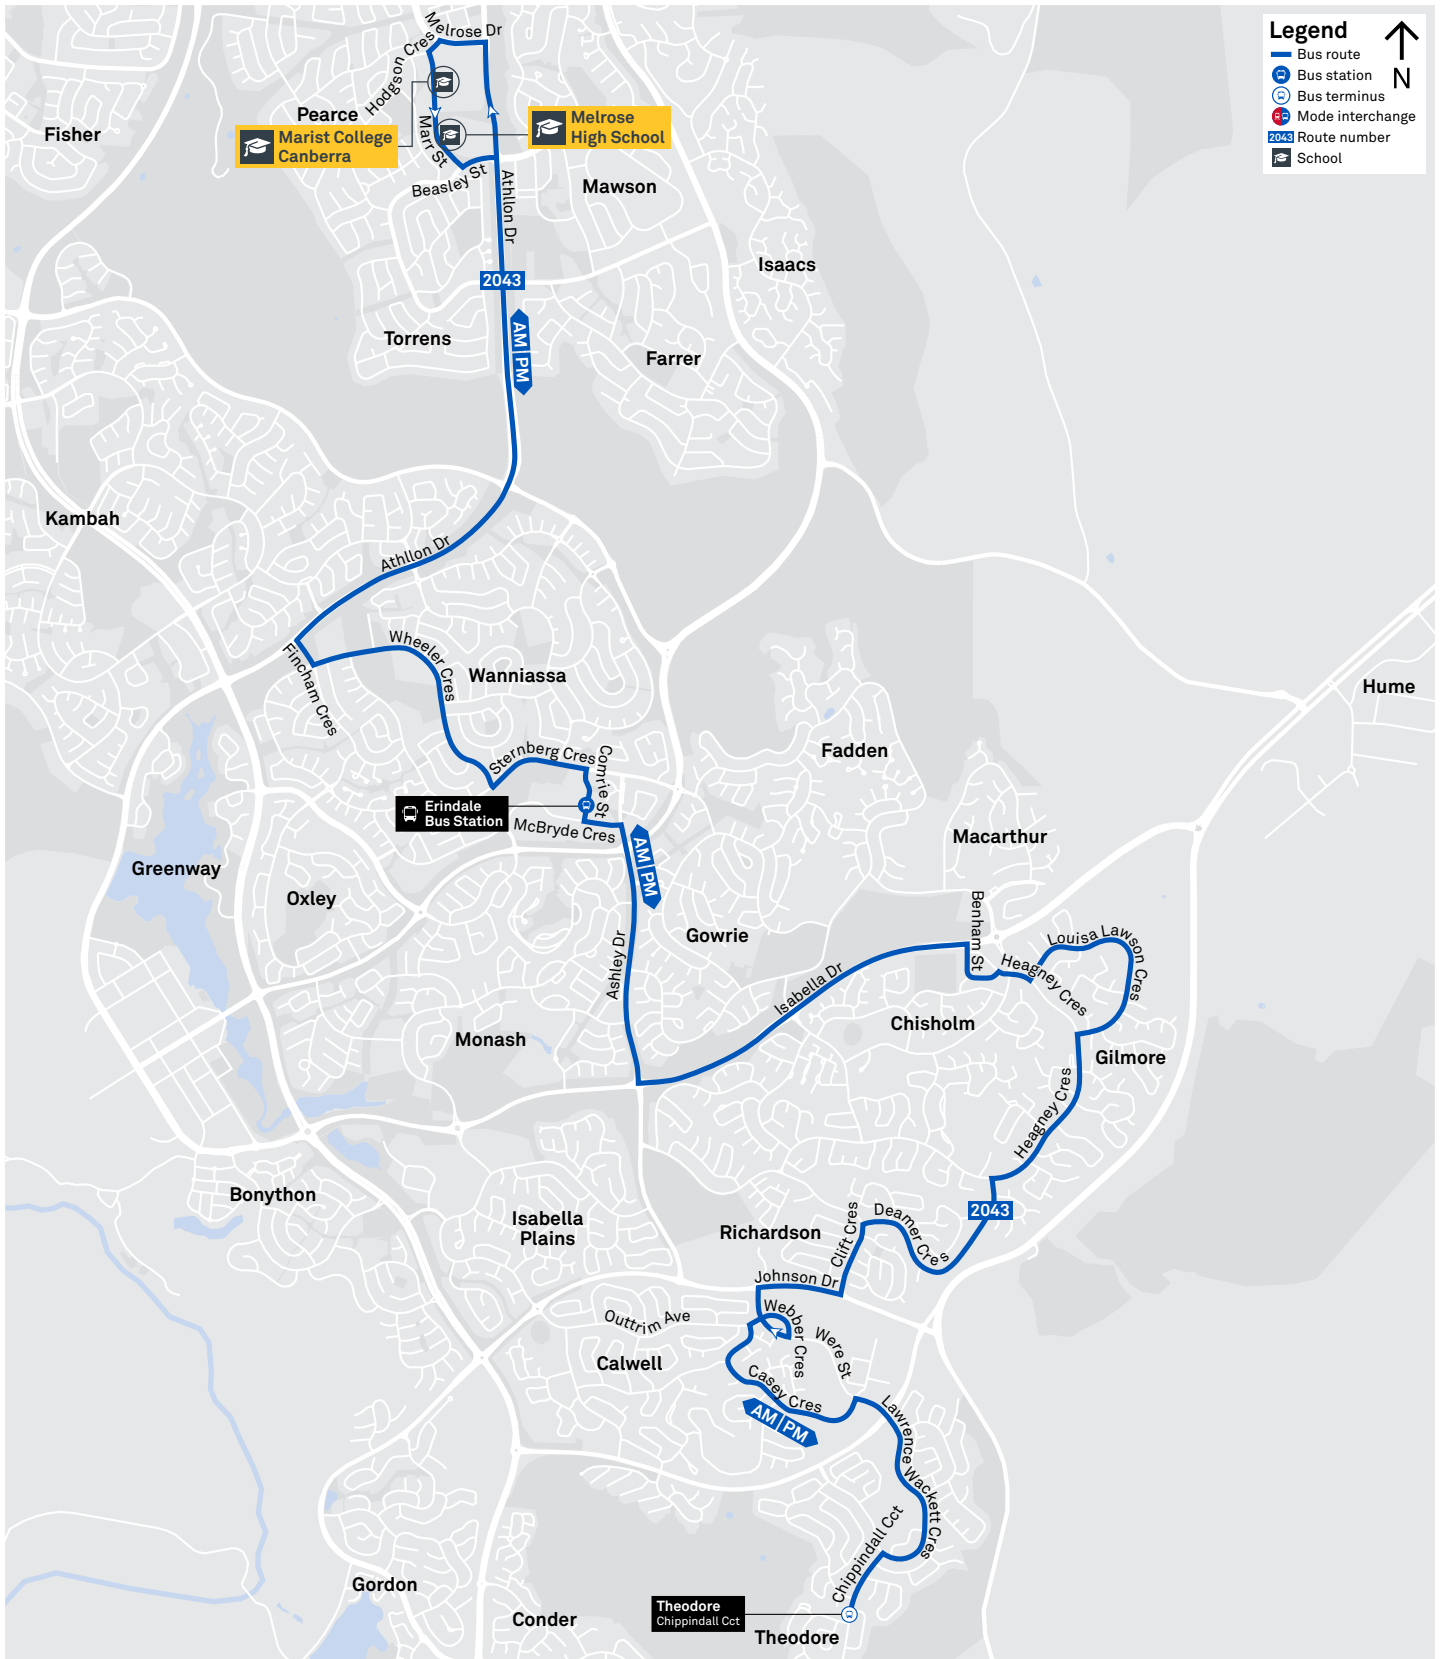 Legend
N
Bus route
Bus station
Bus terminus
Mode interchange
2043 Route number
School
Melrose Dr
Hodgson Cres
Pearce
Marist College
Canberra
Melrose
High School
Fisher
Marr St
Beasley St
Athllon Dr
Mawson
Isaacs
2043
AM PM
Torrens
Farrer
Kambah
Athllon Dr
Fincham Cres
Wheeler Cres
Wanniassa
Hume
Sternberg Cres
Comrie St
Fadden
Erindale
Bus Station
McBryde Cres
AM PM
Macarthur
Greenway
Oxley
Gowrie
Ashley Dr
Benham St
Louisa Lawson Cres
Heagney Cres
Isabella Dr
Chisholm
Monash
Gilmore
Heagney Cres
Bonython
Isabella
Plains
Richardson
Clift Cres
Deamer Cres
2043
Johnson Dr
Outtrim Ave
Webber Cres
Were St
Calwell
Casey Cres
AM PM
Lawrence Wackett Cres
Chippindall Cct
Gordon
Conder
Theodore
Chippindall Cct
Theodore